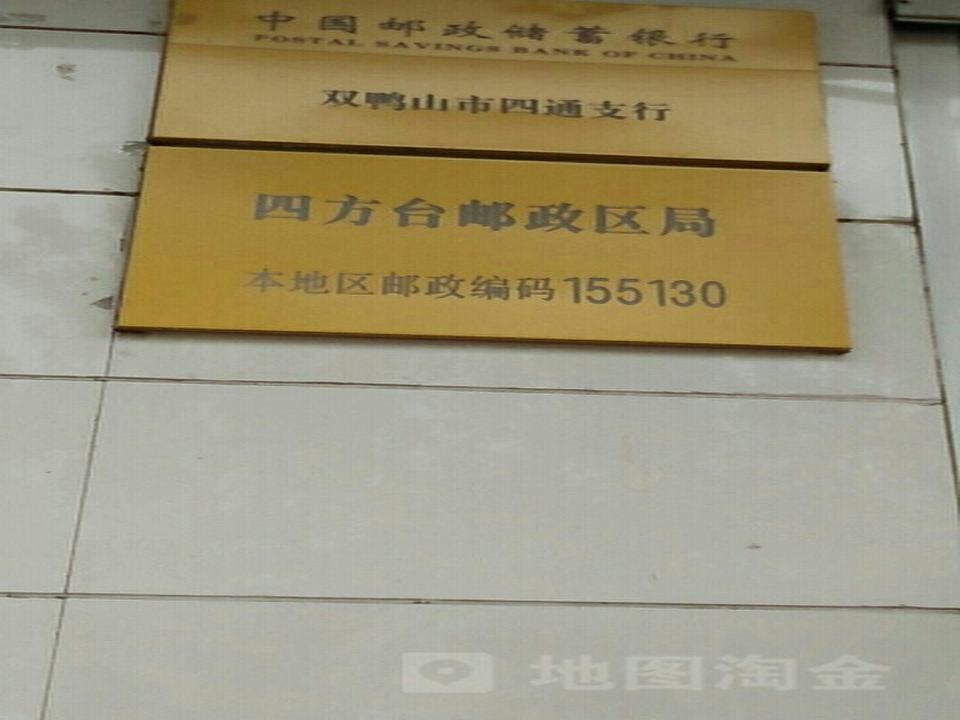 中国邮政储蓄银行
POSTAL SAVINGS BANK OF CHINA
双鸭山市四通支行
四方台邮政区局
本地区邮政编码155130
地图淘金